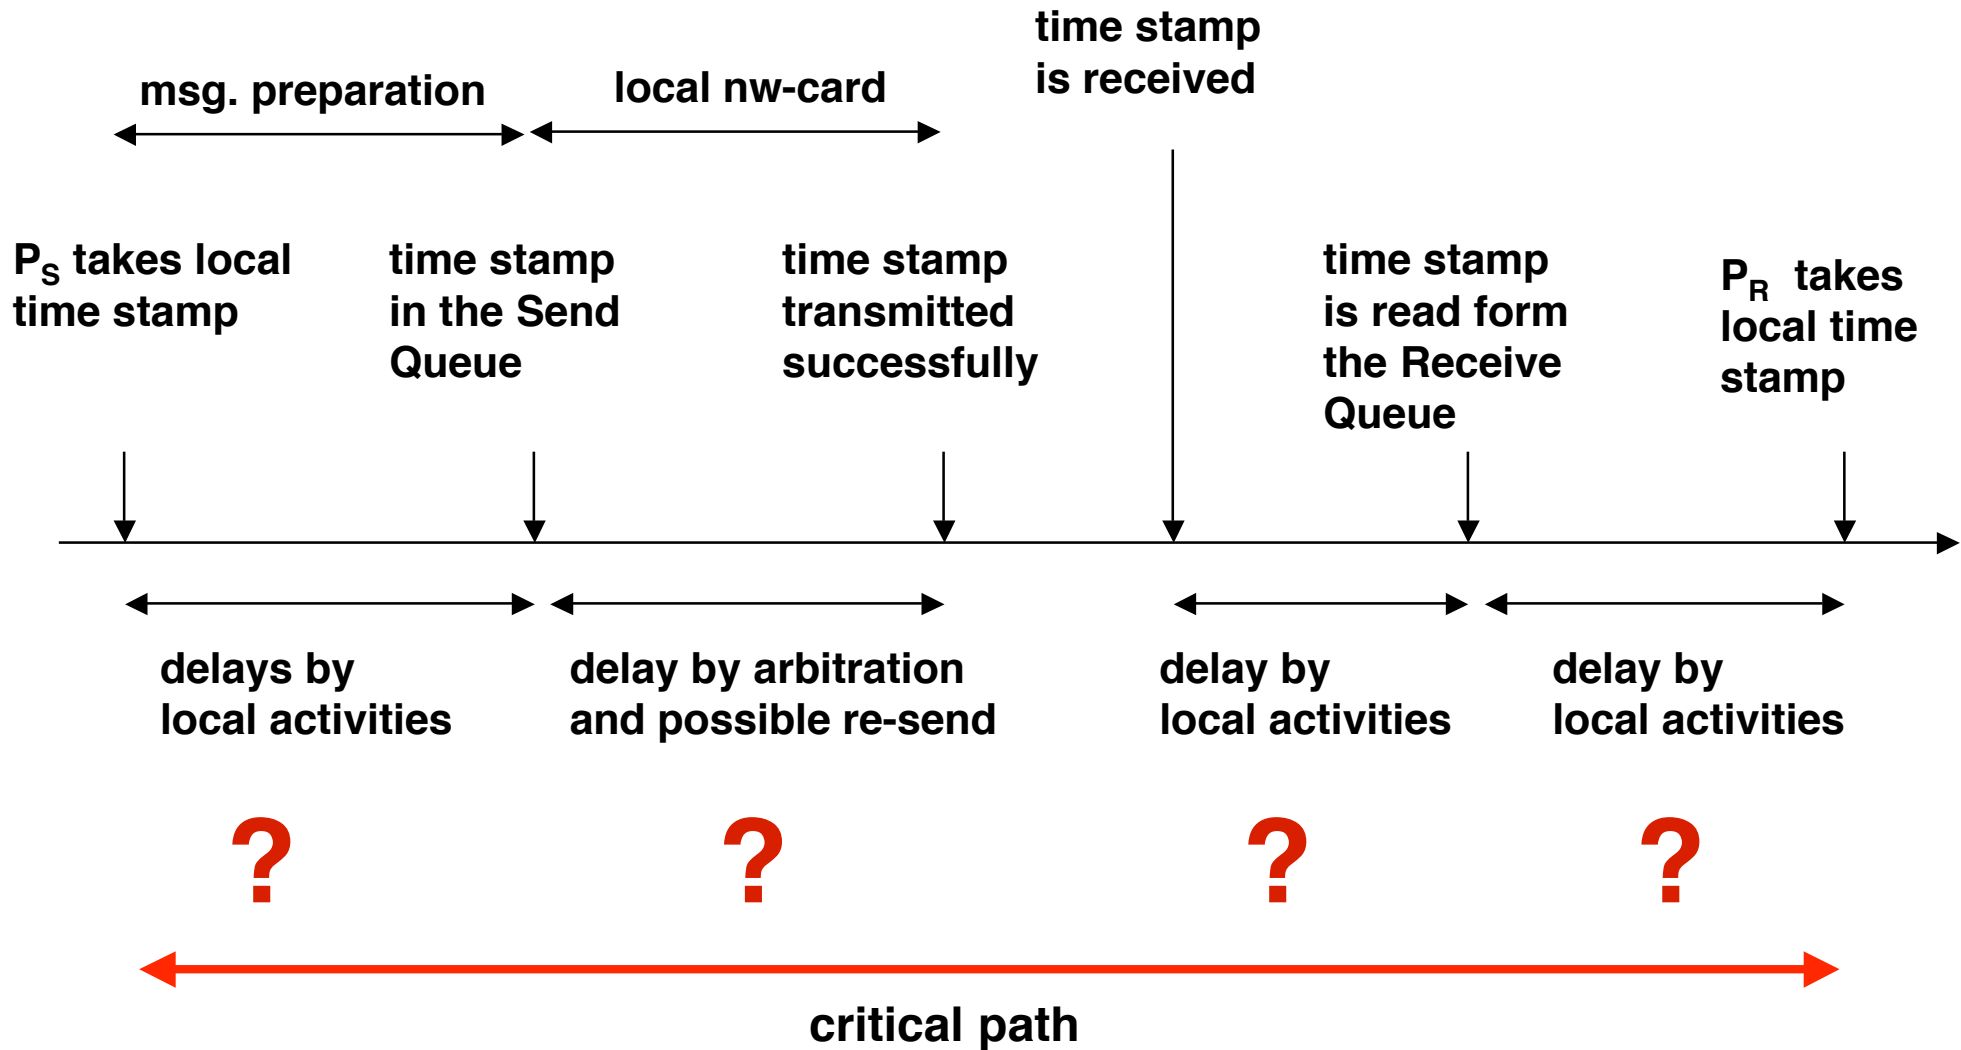 time stamp
is received
msg. preparation
local nw-card
P_S takes local
time stamp
time stamp
in the Send
Queue
time stamp
transmitted
successfully
time stamp
is read form
the Receive
Queue
P_R takes
local time
stamp
delays by
local activities
delay by arbitration
and possible re-send
delay by
local activities
delay by
local activities
? ? ? ?
critical path